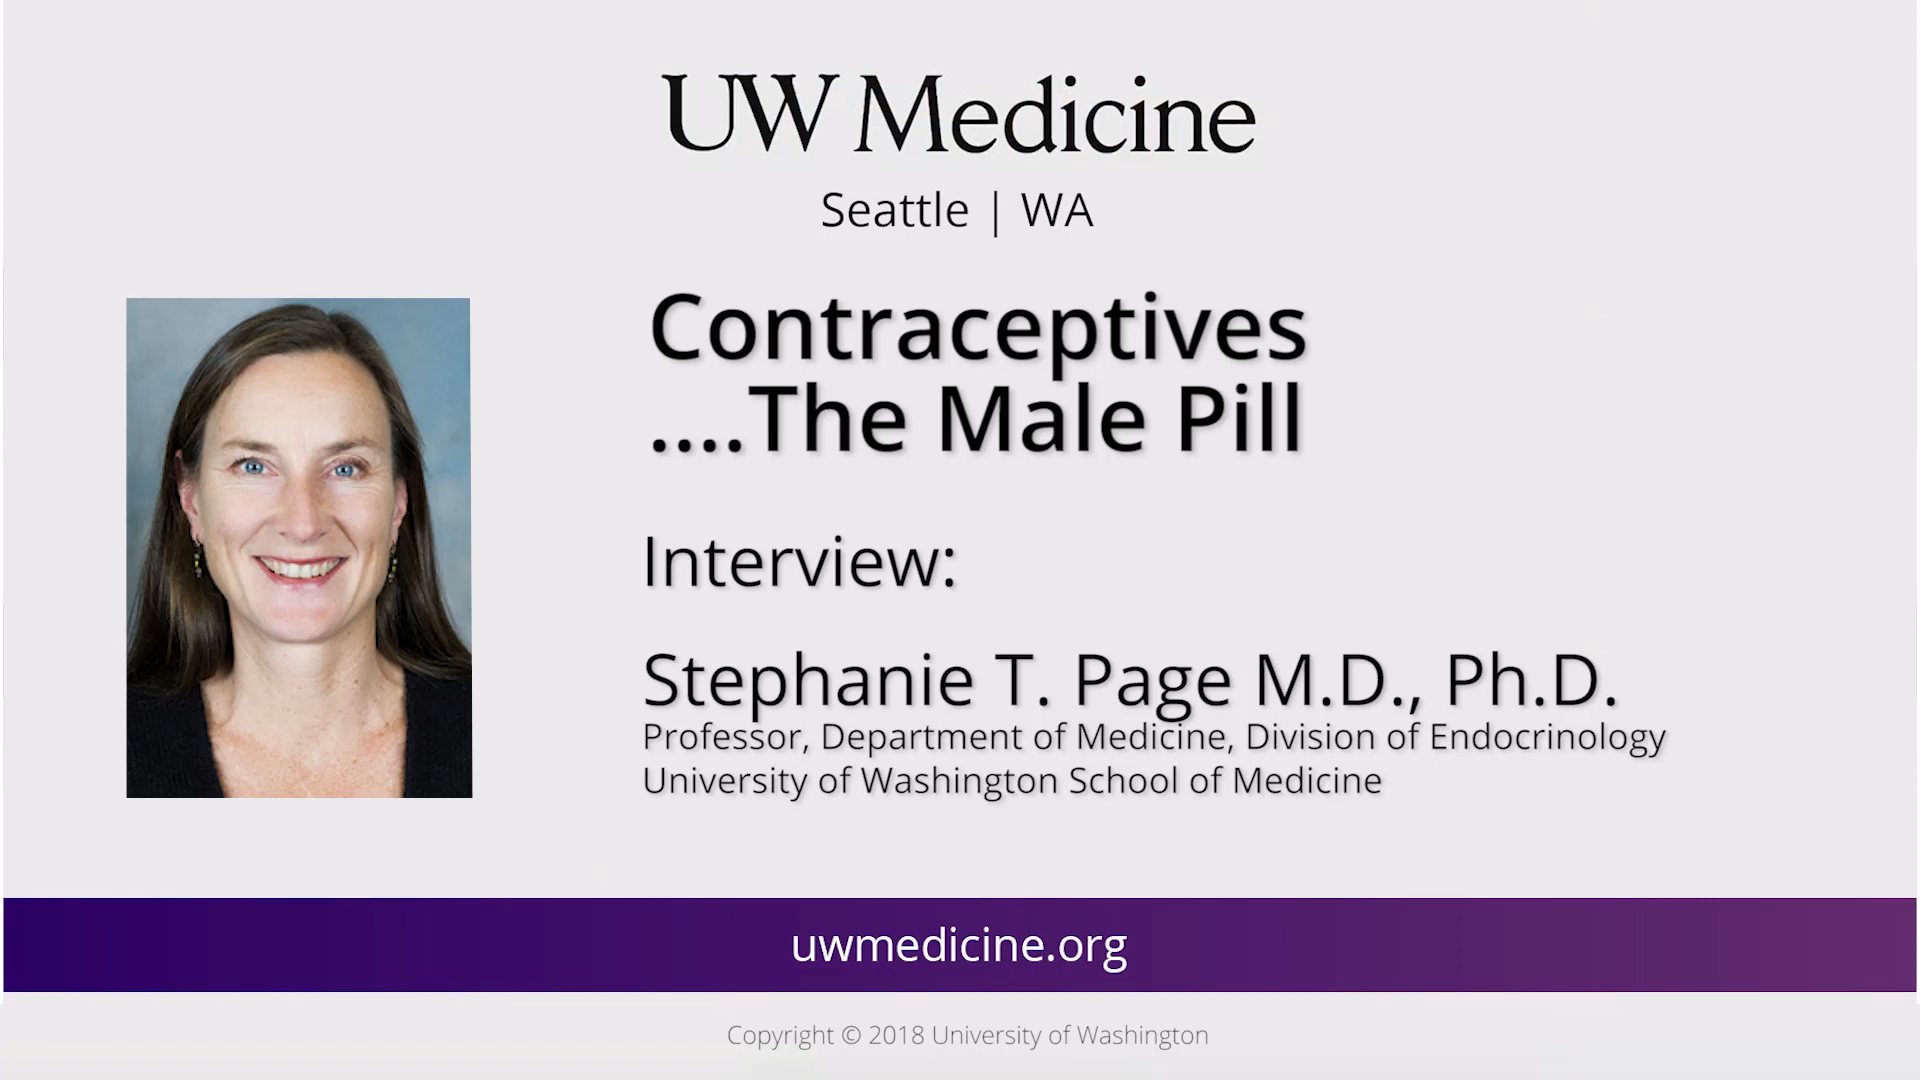 UW Medicine
Seattle | WA
Contraceptives
....The Male Pill
Interview:
Stephanie T. Page M.D., Ph.D.
Professor, Department of Medicine, Division of Endocrinology
University of Washington School of Medicine
uwmedicine.org
Copyright © 2018 University of Washington